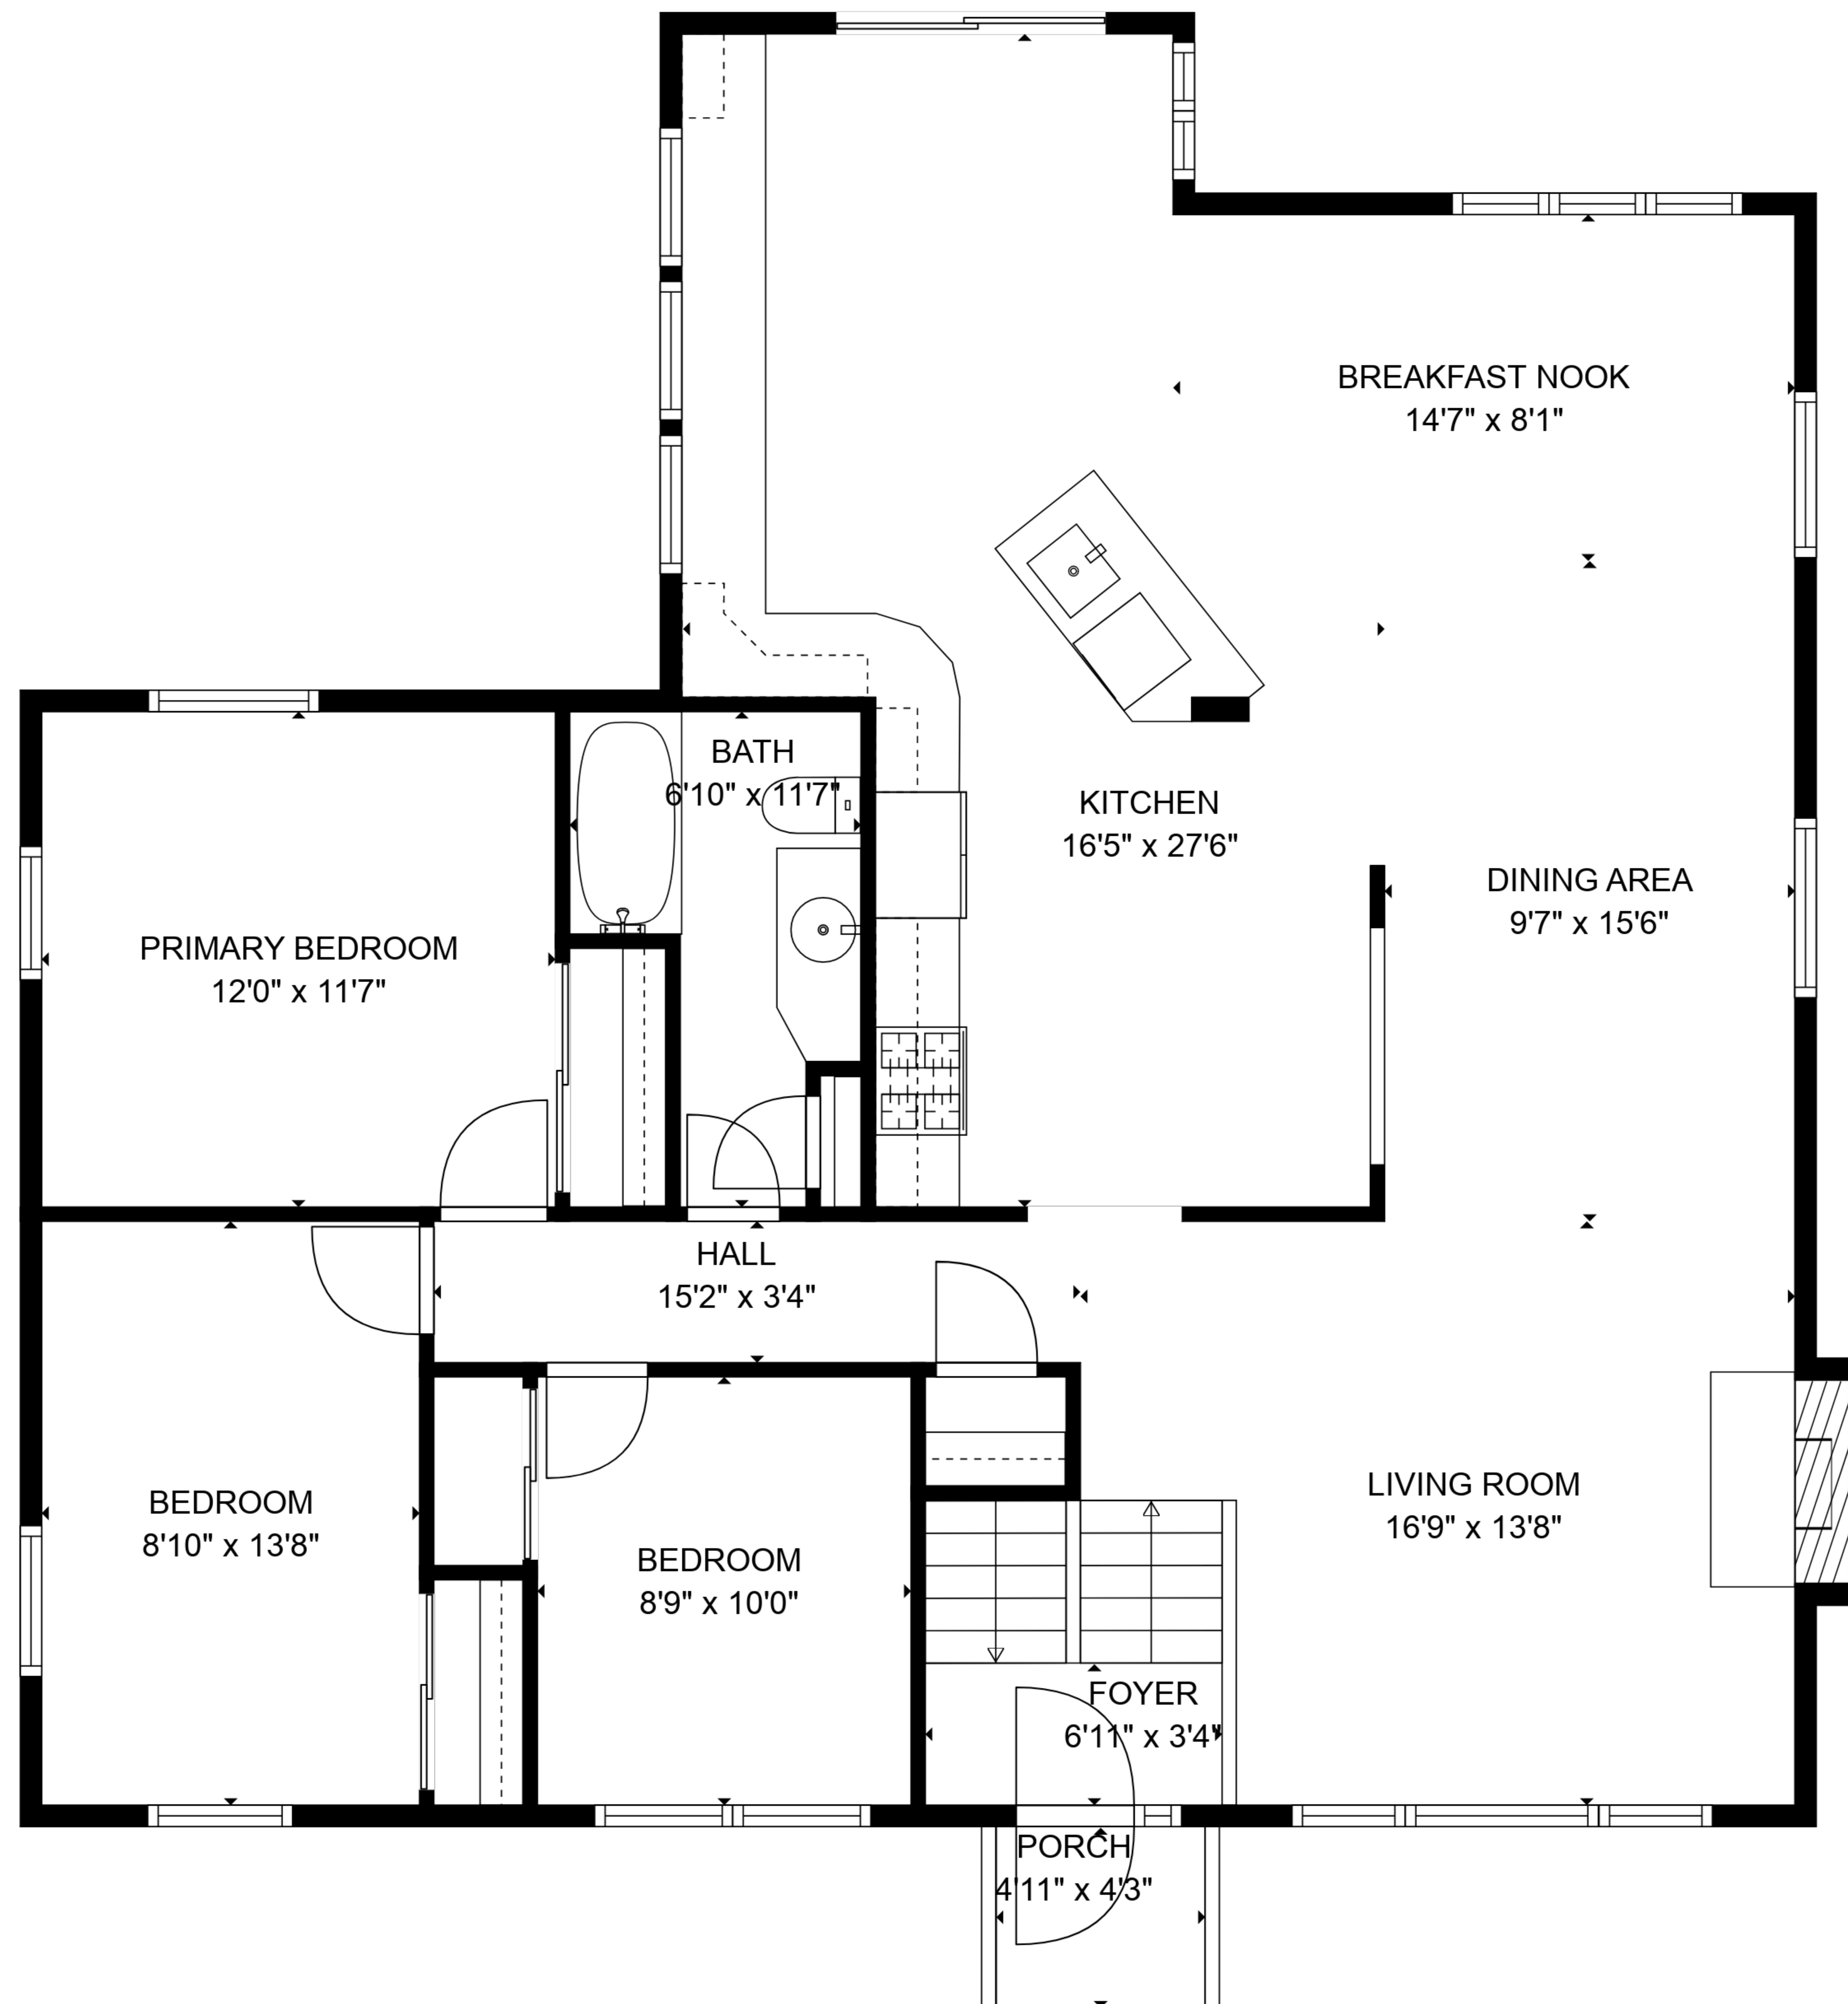 BREAKFAST NOOK
14'7" x 8'1"
BATH
6'10" x 11'7"
KITCHEN
16'5" x 27'6"
DINING AREA
9'7" x 15'6"
PRIMARY BEDROOM
12'0" x 11'7"
HALL
15'2" x 3'4"
LIVING ROOM
16'9" x 13'8"
BEDROOM
8'10" x 13'8"
BEDROOM
8'9" x 10'0"
FOYER
6'11" x 3'4"
PORCH
4'11" x 4'3"